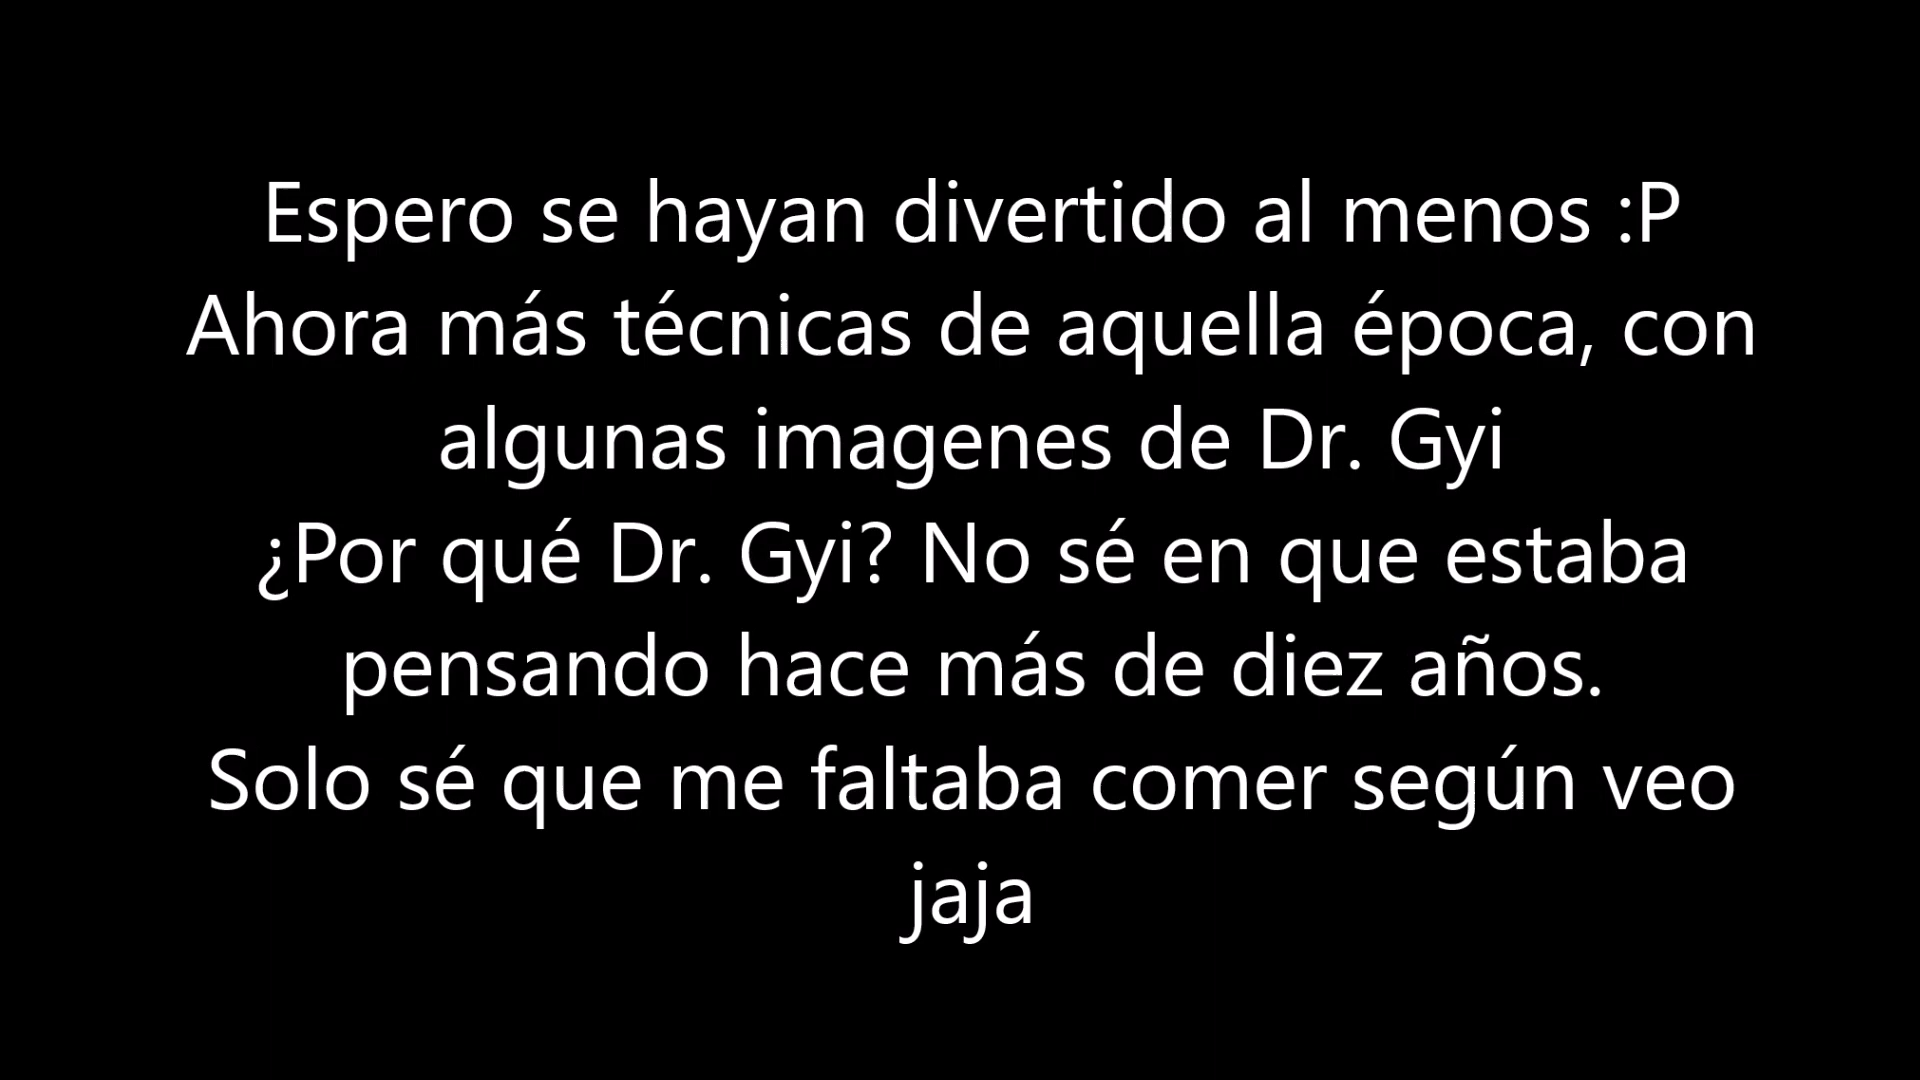 Espero se hayan divertido al menos :P
Ahora más técnicas de aquella época, con
algunas imagenes de Dr. Gyi
¿Por qué Dr. Gyi? No sé en que estaba
pensando hace más de diez años.
Solo sé que me faltaba comer según veo
jaja